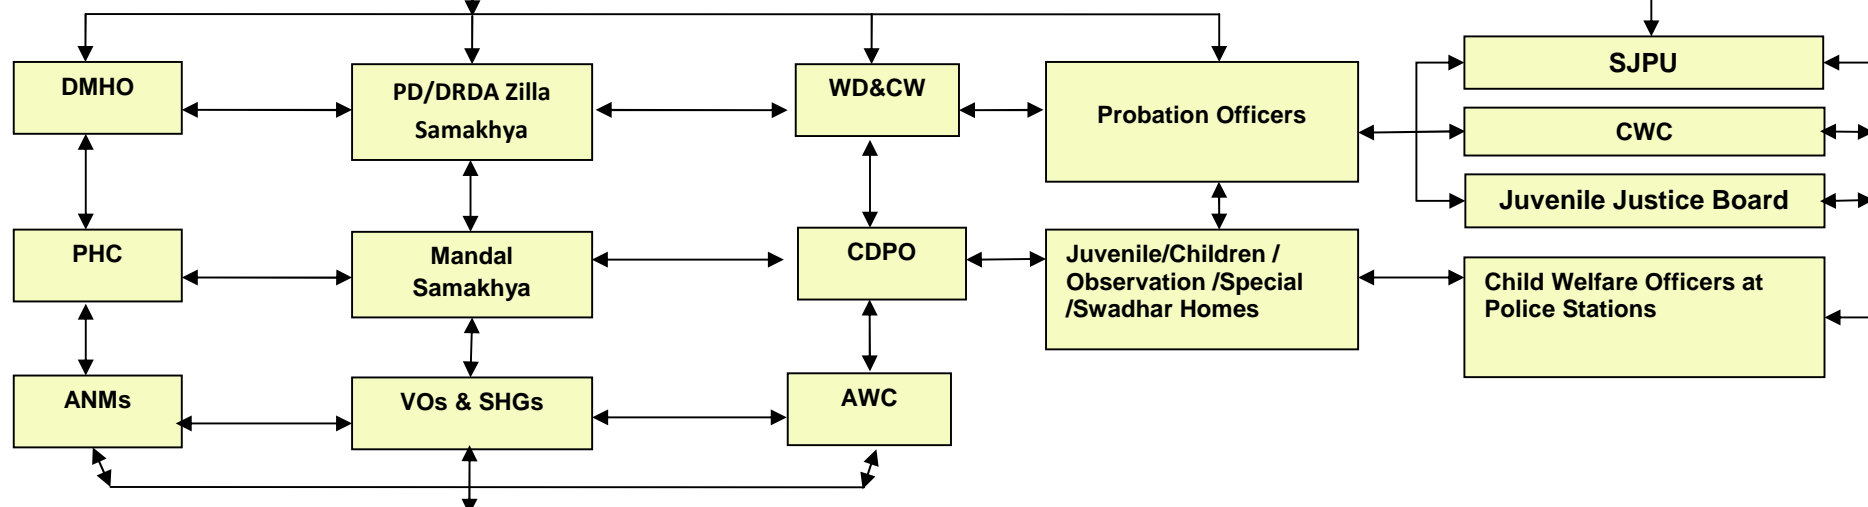 DMHO
PD/DRDA Zilla
Samakhya
WD&CW
Probation Officers
SJPU
CWC
Juvenile Justice Board
PHC
Mandal
Samakhya
CDPO
Juvenile/Children /
Observation /Special
/Swadhar Homes
Child Welfare Officers at
Police Stations
ANMs
VOs & SHGs
AWC